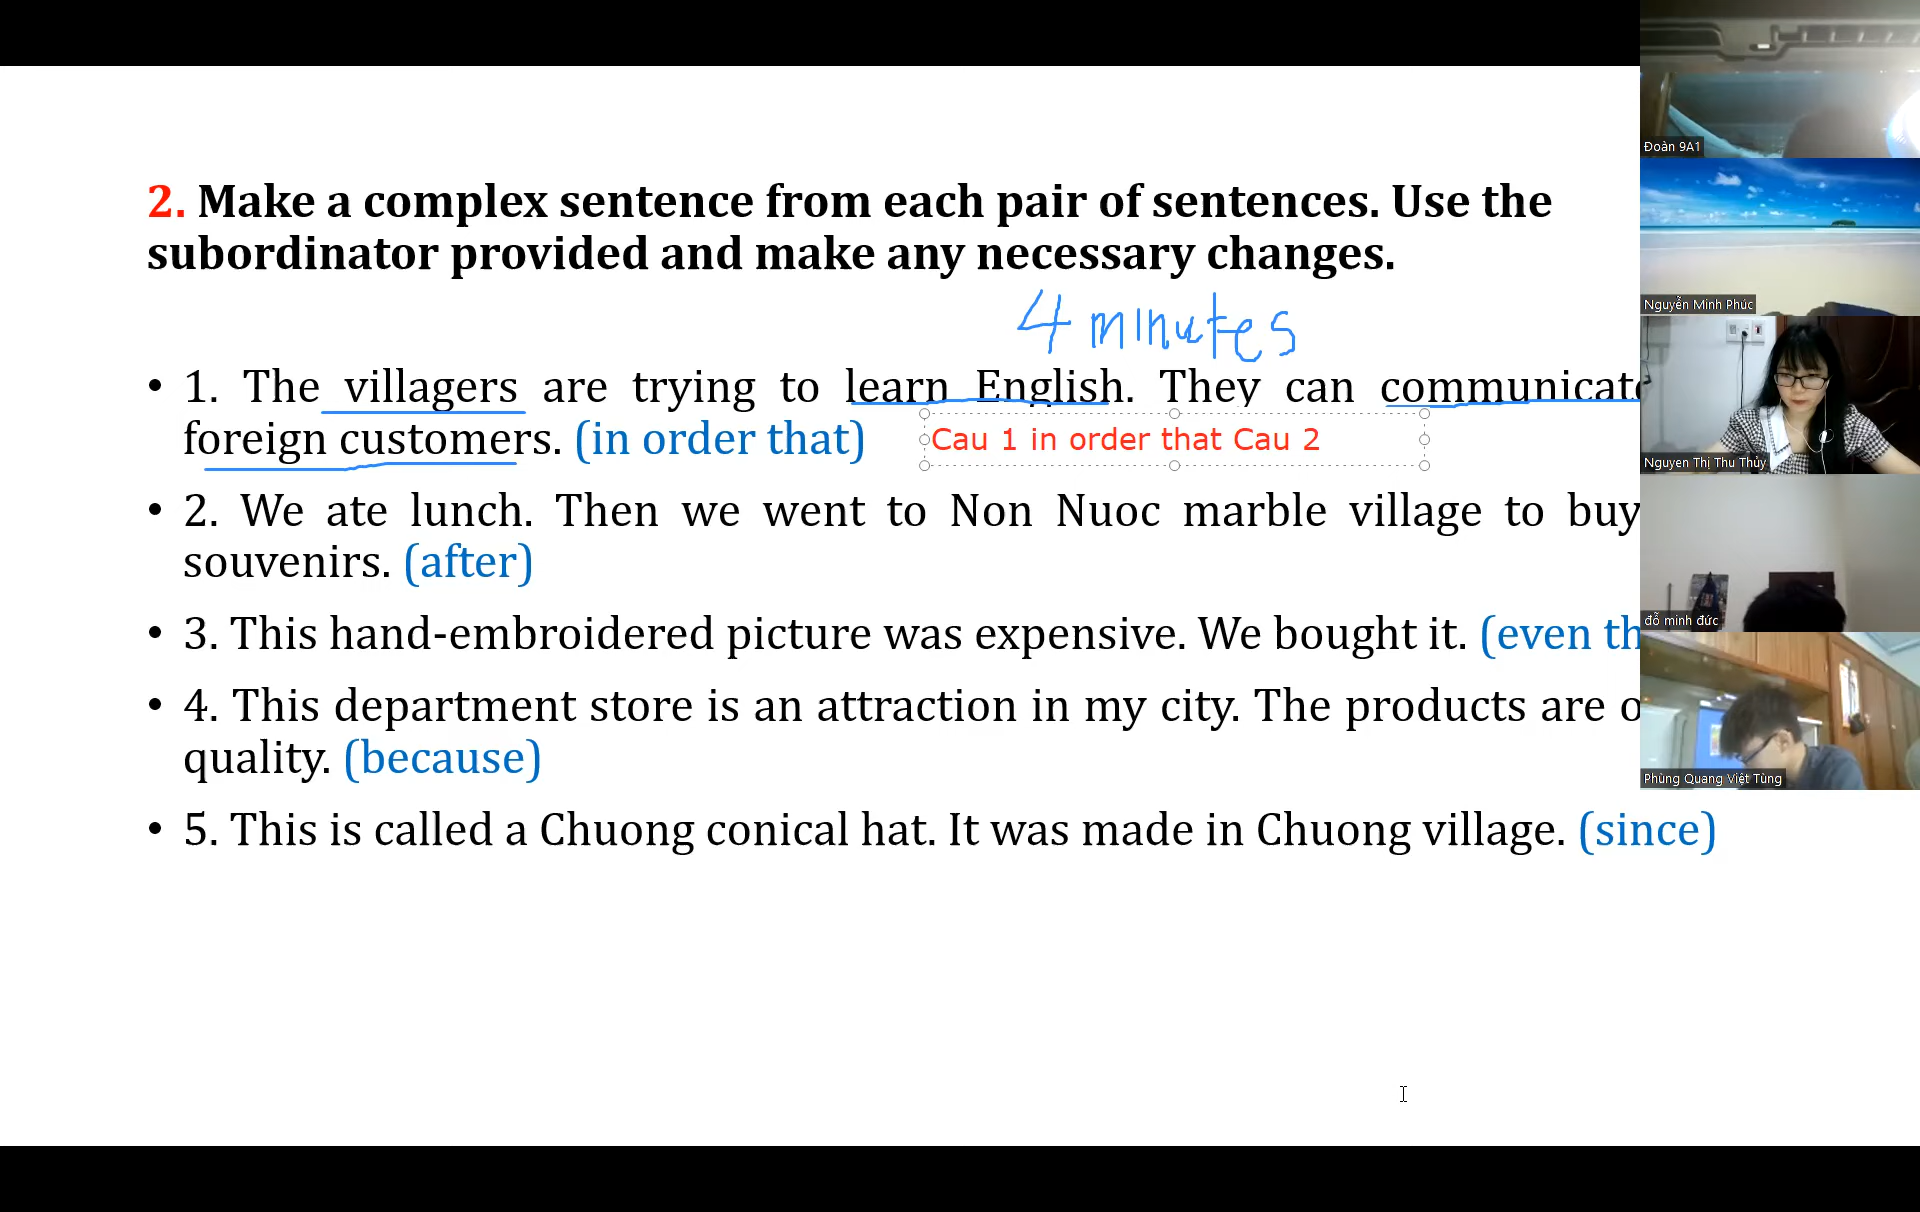 2. Make a complex sentence from each pair of sentences. Use the
subordinator provided and make any necessary changes.
4 minutes
• 1. The villagers are trying to learn English. They can communicate
foreign customers. (in order that)
Cau 1 in order that Cau 2
• 2. We ate lunch. Then we went to Non Nuoc marble village to buy
souvenirs. (after)
• 3. This hand-embroidered picture was expensive. We bought it. (even th
• 4. This department store is an attraction in my city. The products are o
quality. (because)
• 5. This is called a Chuong conical hat. It was made in Chuong village. (since)
Đoàn 9A1
Nguyễn Minh Phúc
Nguyen Thị Thu Thủy
đỗ minh đức
Phùng Quang Việt Tùng